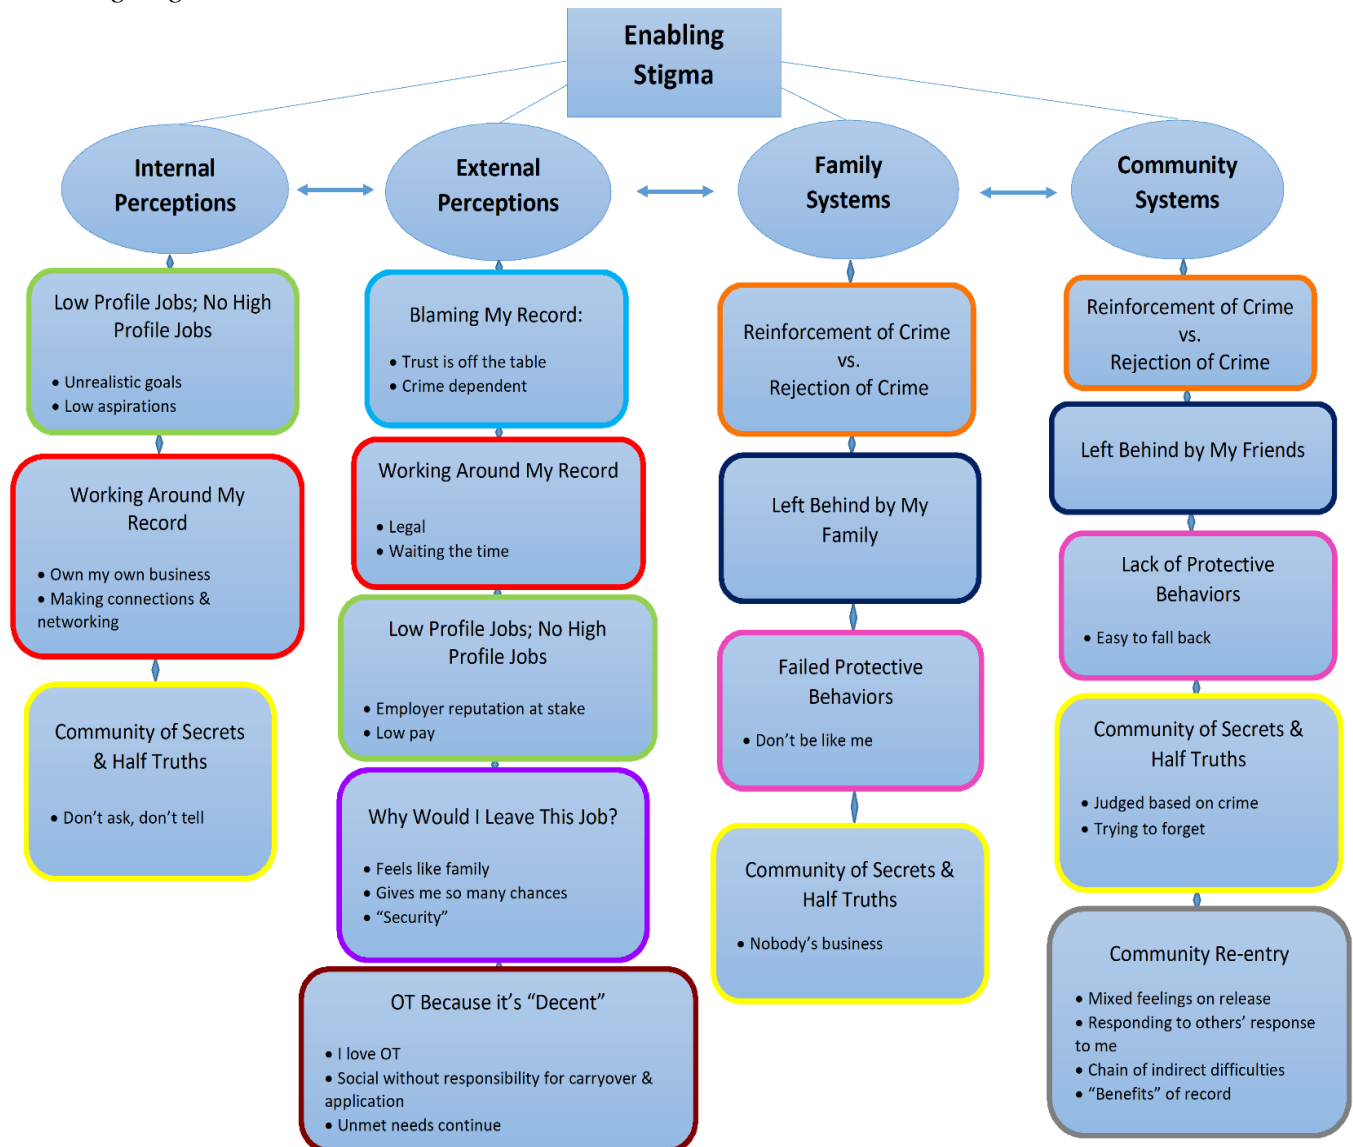 Enabling
Stigma
Internal
Perceptions
External
Perceptions
Family
Systems
Community
Systems
Low Profile Jobs; No High
Profile Jobs
• Unrealistic goals
• Low aspirations
Working Around My
Record
• Own my own business
• Making connections &
networking
Community of Secrets
& Half Truths
• Don’t ask, don’t tell
Blaming My Record:
• Trust is off the table
• Crime dependent
Working Around My Record
• Legal
• Waiting the time
Low Profile Jobs; No High
Profile Jobs
• Employer reputation at stake
• Low pay
Why Would I Leave This Job?
• Feels like family
• Gives me so many chances
• “Security”
OT Because it’s “Decent”
• I love OT
• Social without responsibility for carryover &
application
• Unmet needs continue
Reinforcement of Crime
vs.
Rejection of Crime
Left Behind by My
Family
Failed Protective
Behaviors
• Don’t be like me
Community of Secrets &
Half Truths
• Nobody’s business
Reinforcement of Crime
vs.
Rejection of Crime
Left Behind by My Friends
Lack of Protective
Behaviors
• Easy to fall back
Community of Secrets &
Half Truths
• Judged based on crime
• Trying to forget
Community Re-entry
• Mixed feelings on release
• Responding to others’ response
to me
• Chain of indirect difficulties
• “Benefits” of record